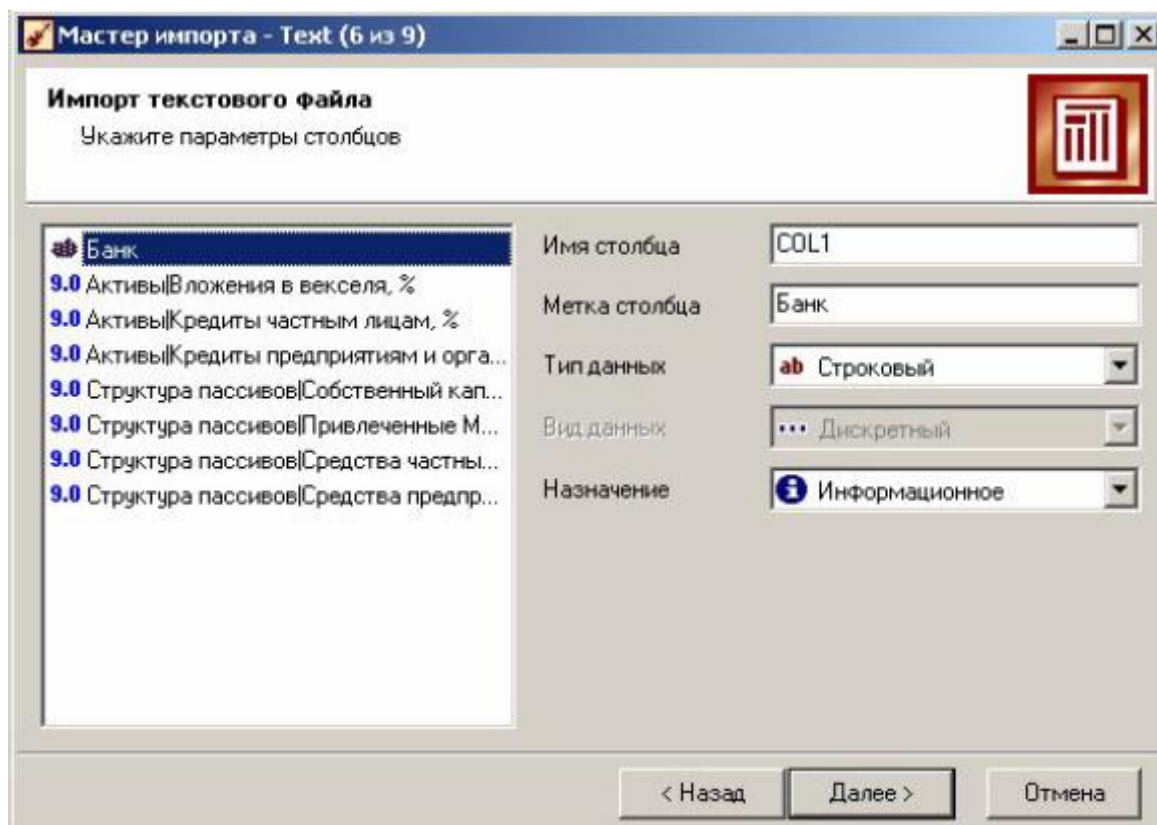 Мастер импорта - Text (6 из 9)
Импорт текстового файла
Укажите параметры столбцов
ab Банк
9.0 Активы|Вложения в векселя, %
9.0 Активы|Кредиты частным лицам, %
9.0 Активы|Кредиты предприятиям и орга...
9.0 Структура пассивов|Собственный кап...
9.0 Структура пассивов|Привлеченные М...
9.0 Структура пассивов|Средства частны...
9.0 Структура пассивов|Средства предпр...
Имя столбца COL1
Метка столбца Банк
Тип данных ab Строковый
Вид данных Дискретный
Назначение Информационное
< Назад Далее > Отмена